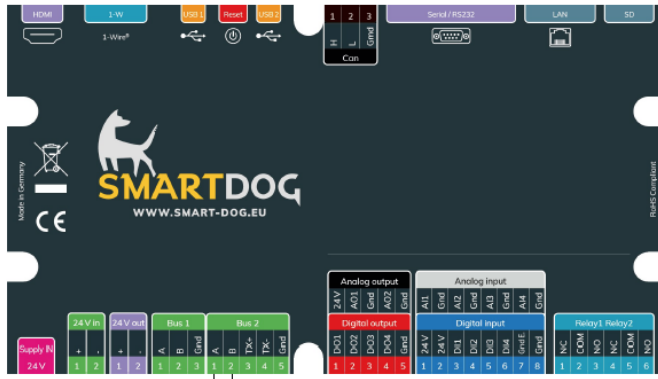 HDMI 1-W USB 1 Reset USB 2 1 2 3 Serial / RS232 LAN SD
1-Wire® H L Gnd
Can
Made in Germany
RoHS Compliant
CE
SMARTDOG
WWW.SMART-DOG.EU
Analog output Analog input
24V AO1 Gnd AO2 Gnd AI1 Gnd AI2 Gnd AI3 Gnd AI4 Gnd
24 V in 24 V out Bus 1 Bus 2 Digital output Digital input Relay1 Relay2
Supply IN + - + - A B Gnd A B TX+ TX- Gnd DO1 DO2 DO3 DO4 Gnd 24 V 24 V DI1 DI2 DI3 DI4 Gnd E Gnd NC COM NO NC COM NO
24 V 1 2 1 2 1 2 3 1 2 3 4 5 1 2 3 4 5 1 2 3 4 5 6 7 8 1 2 3 4 5 6